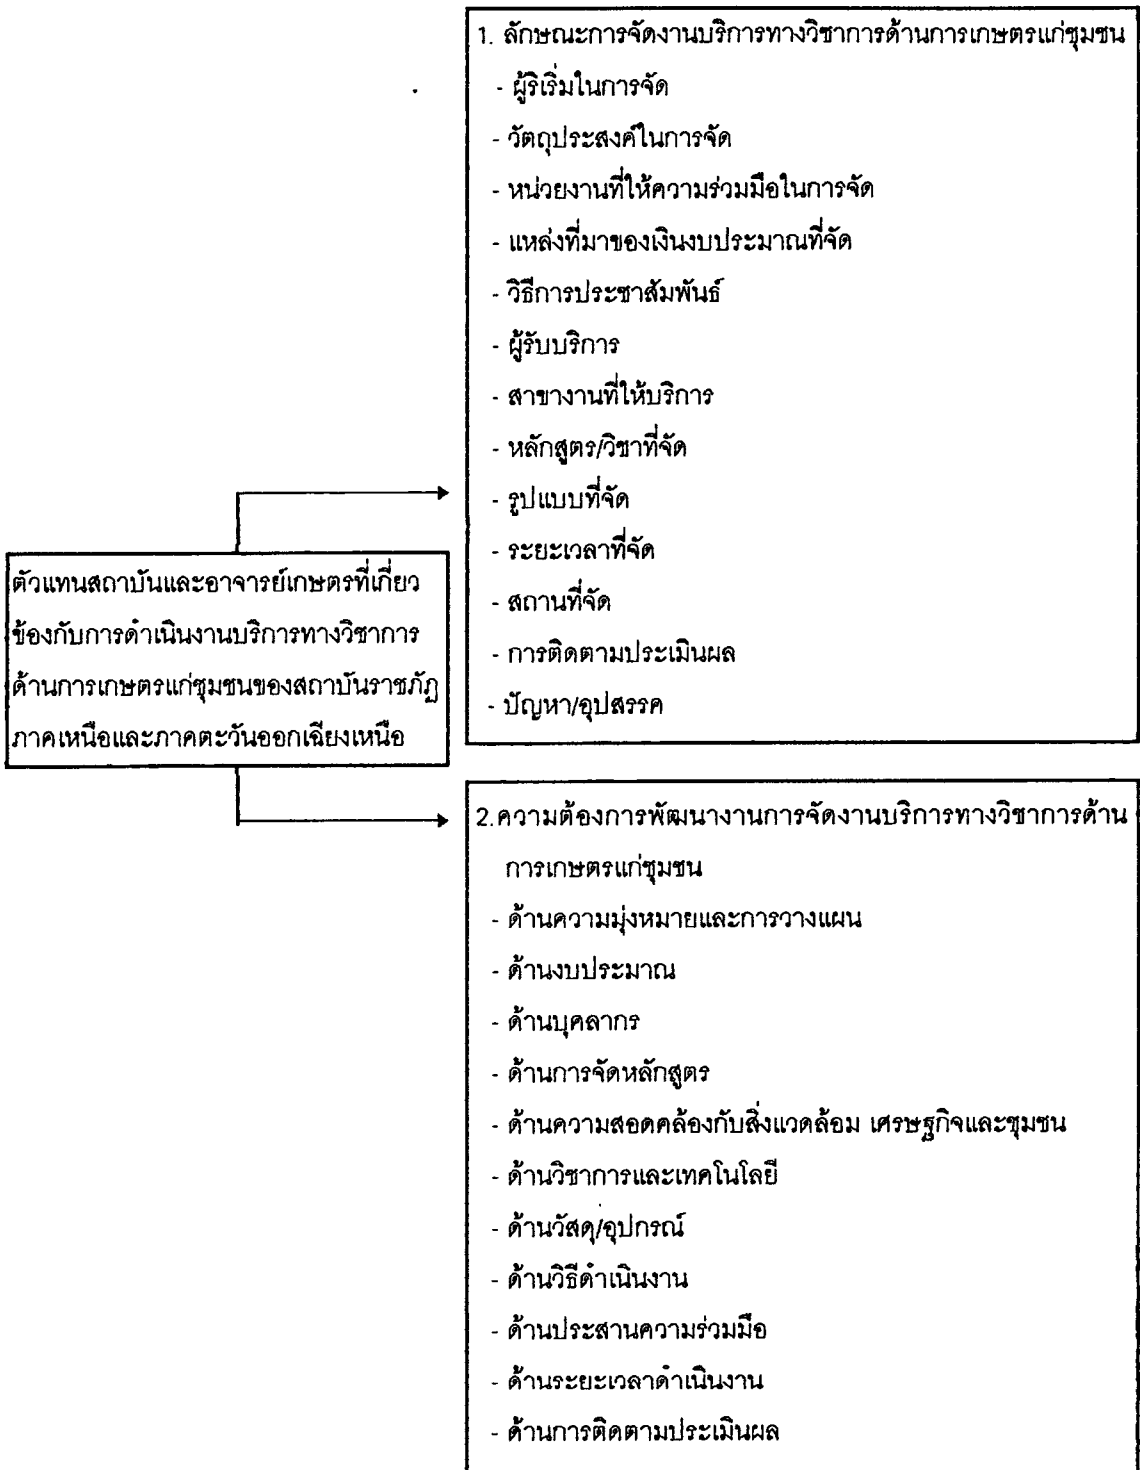 1. ลักษณะการจัดงานบริการทางวิชาการด้านการเกษตรแก่ชุมชน
- ผู้ริเริ่มในการจัด
- วัตถุประสงค์ในการจัด
- หน่วยงานที่ให้ความร่วมมือในการจัด
- แหล่งที่มาของเงินงบประมาณที่จัด
- วิธีการประชาสัมพันธ์
- ผู้รับบริการ
- สาขางานที่ให้บริการ
- หลักสูตร/วิชาที่จัด
- รูปแบบที่จัด
- ระยะเวลาที่จัด
- สถานที่จัด
- การติดตามประเมินผล
- ปัญหา/อุปสรรค
ตัวแทนสถาบันและอาจารย์เกษตรที่เกี่ยว
ข้องกับการดำเนินงานบริการทางวิชาการ
ด้านการเกษตรแก่ชุมชนของสถาบันราชภัฏ
ภาคเหนือและภาคตะวันออกเฉียงเหนือ
2.ความต้องการพัฒนางานการจัดงานบริการทางวิชาการด้าน
การเกษตรแก่ชุมชน
- ด้านความมุ่งหมายและการวางแผน
- ด้านงบประมาณ
- ด้านบุคลากร
- ด้านการจัดหลักสูตร
- ด้านความสอดคล้องกับสิ่งแวดล้อม เศรษฐกิจและชุมชน
- ด้านวิชาการและเทคโนโลยี
- ด้านวัสดุ/อุปกรณ์
- ด้านวิธีดำเนินงาน
- ด้านประสานความร่วมมือ
- ด้านระยะเวลาดำเนินงาน
- ด้านการติดตามประเมินผล